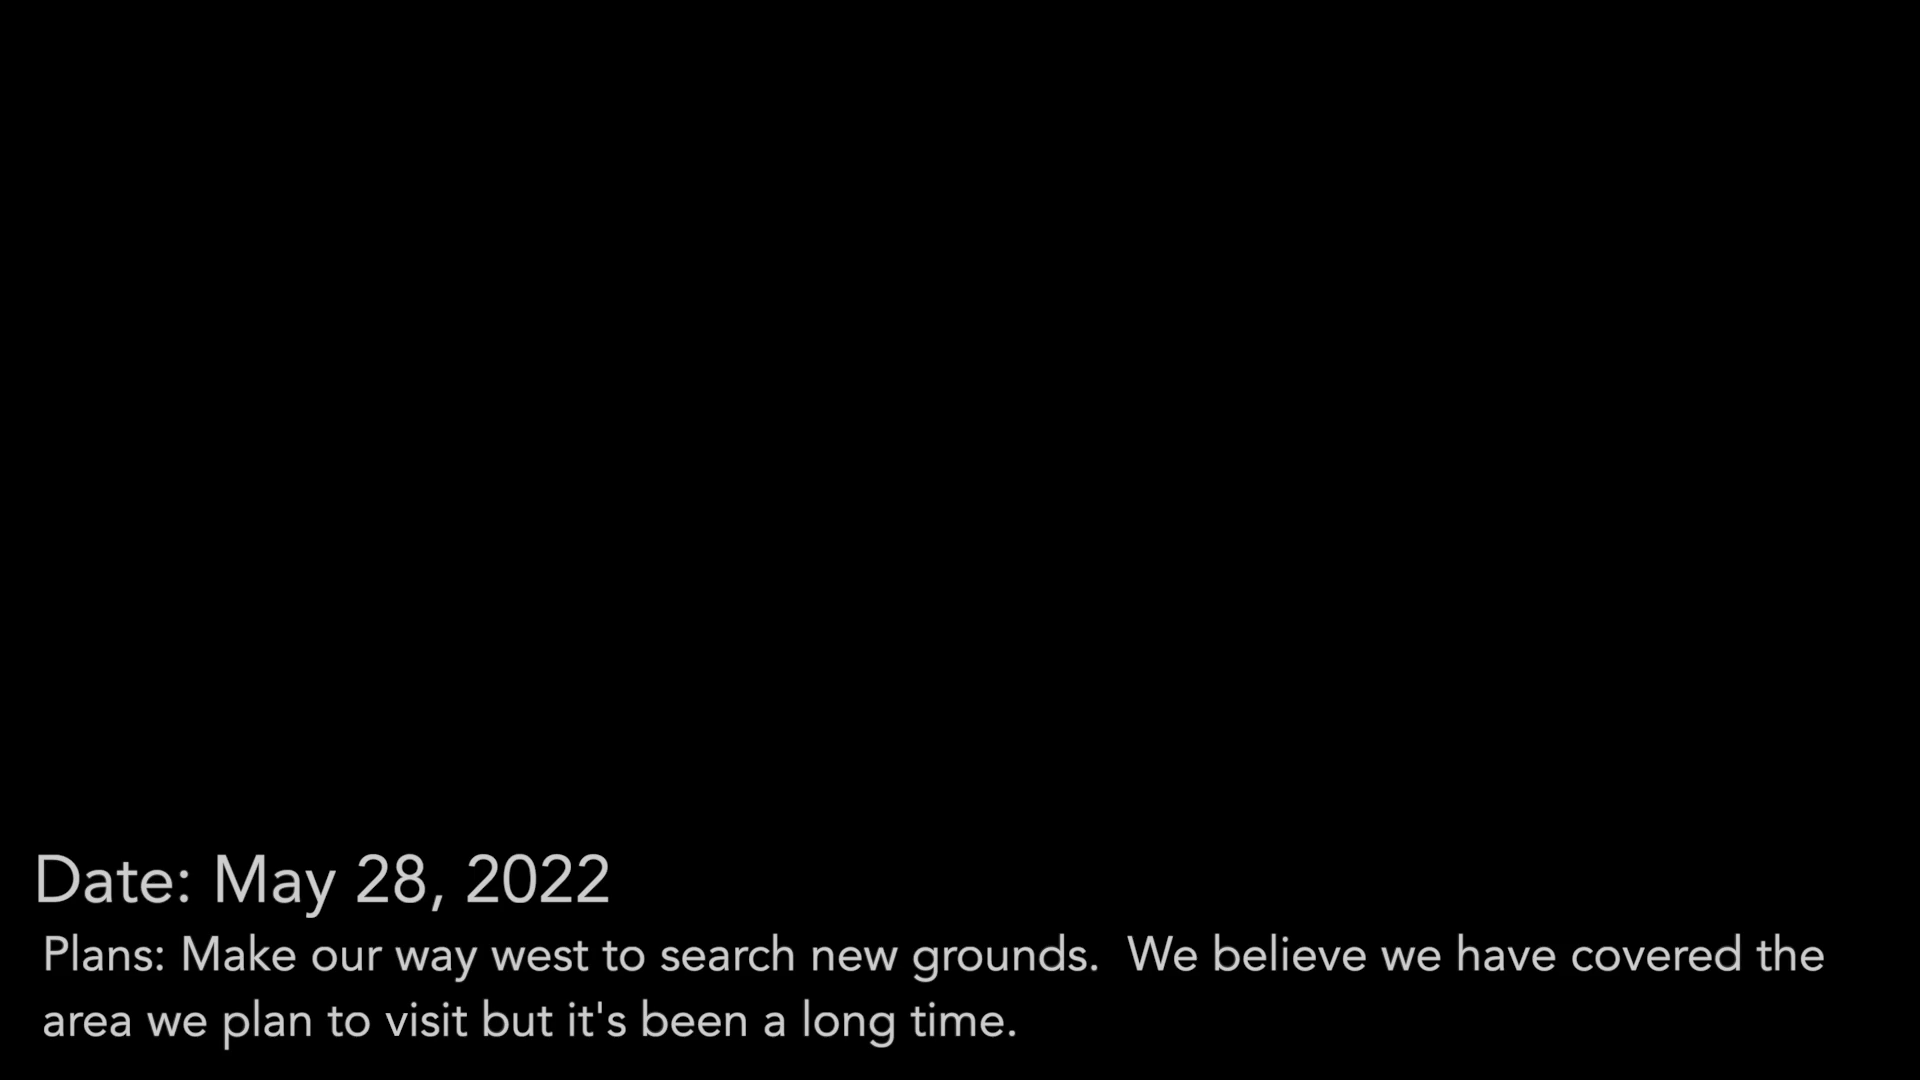 Date: May 28, 2022
Plans: Make our way west to search new grounds.  We believe we have covered the
area we plan to visit but it's been a long time.